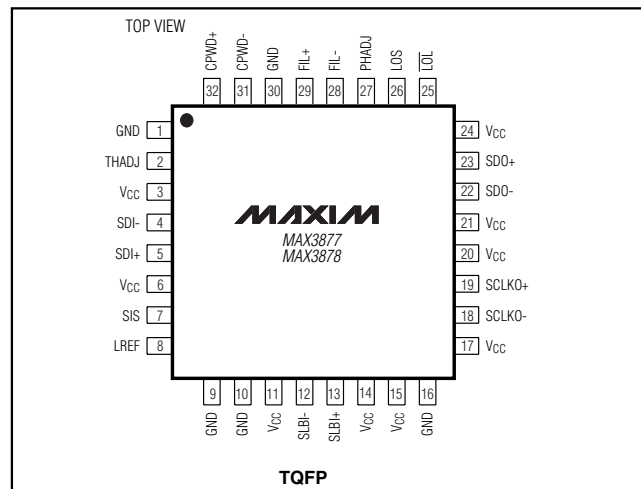 TOP VIEW
CPWD+ CPWD- GND FIL+ FIL- PHADJ LOS LOL
32 31 30 29 28 27 26 25
GND 1
THADJ 2
VCC 3
SDI- 4
SDI+ 5
VCC 6
SIS 7
LREF 8
MAXIM
MAX3877
MAX3878
24 VCC
23 SDO+
22 SDO-
21 VCC
20 VCC
19 SCLKO+
18 SCLKO-
17 VCC
9 10 11 12 13 14 15 16
GND GND VCC SLBI- SLBI+ VCC VCC GND
TQFP